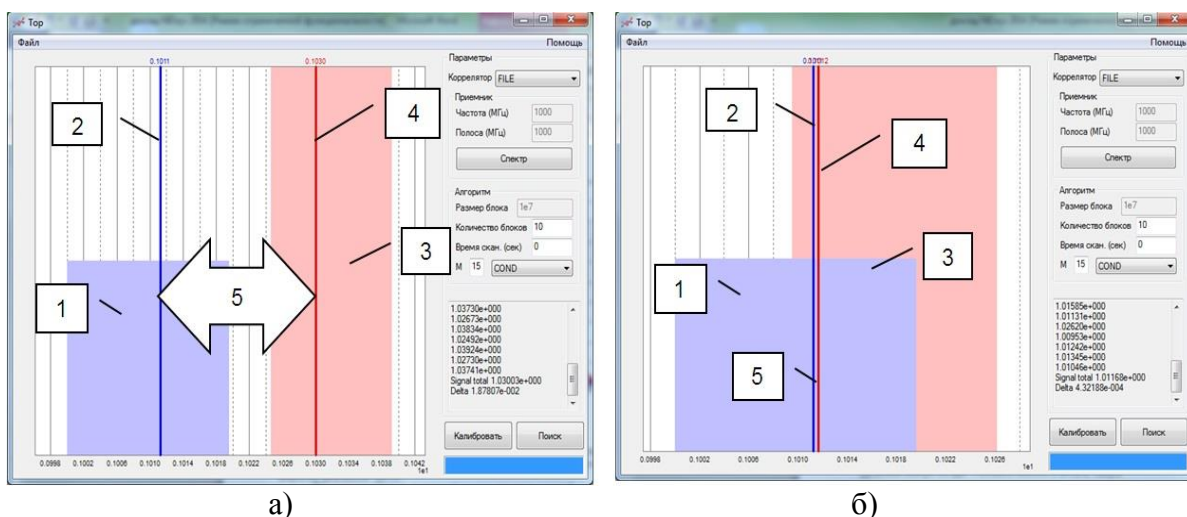 Top
Файл
Помощь
0.1011
0.1030
Параметры
Коррелятор FILE
Приемник
Частота (МГц) 1000
Полоса (МГц) 1000
Спектр
Алгоритм
Размер блока 1e7
Количество блоков 10
Время скан. (сек) 0
M 15 COND
1.03730e+000
1.02673e+000
1.03834e+000
1.02492e+000
1.03924e+000
1.02730e+000
1.03741e+000
Signal total 1.03003e+000
Delta 1.87807e-002
Калибровать
Поиск
2
4
3
1
5
0.0998 0.1002 0.1006 0.1010 0.1014 0.1018 0.1022 0.1026 0.1030 0.1034 0.1038 0.1042
1e1
а)
Top
Файл
Помощь
Параметры
Коррелятор FILE
Приемник
Частота (МГц) 1000
Полоса (МГц) 1000
Спектр
Алгоритм
Размер блока 1e7
Количество блоков 10
Время скан. (сек) 0
M 15 COND
1.01585e+000
1.01131e+000
1.02620e+000
1.00953e+000
1.01242e+000
1.01345e+000
1.01046e+000
Signal total 1.01168e+000
Delta 4.32188e-004
Калибровать
Поиск
2
4
3
1
5
0.0998 0.1002 0.1006 0.1010 0.1014 0.1018 0.1022 0.1026
1e1
б)